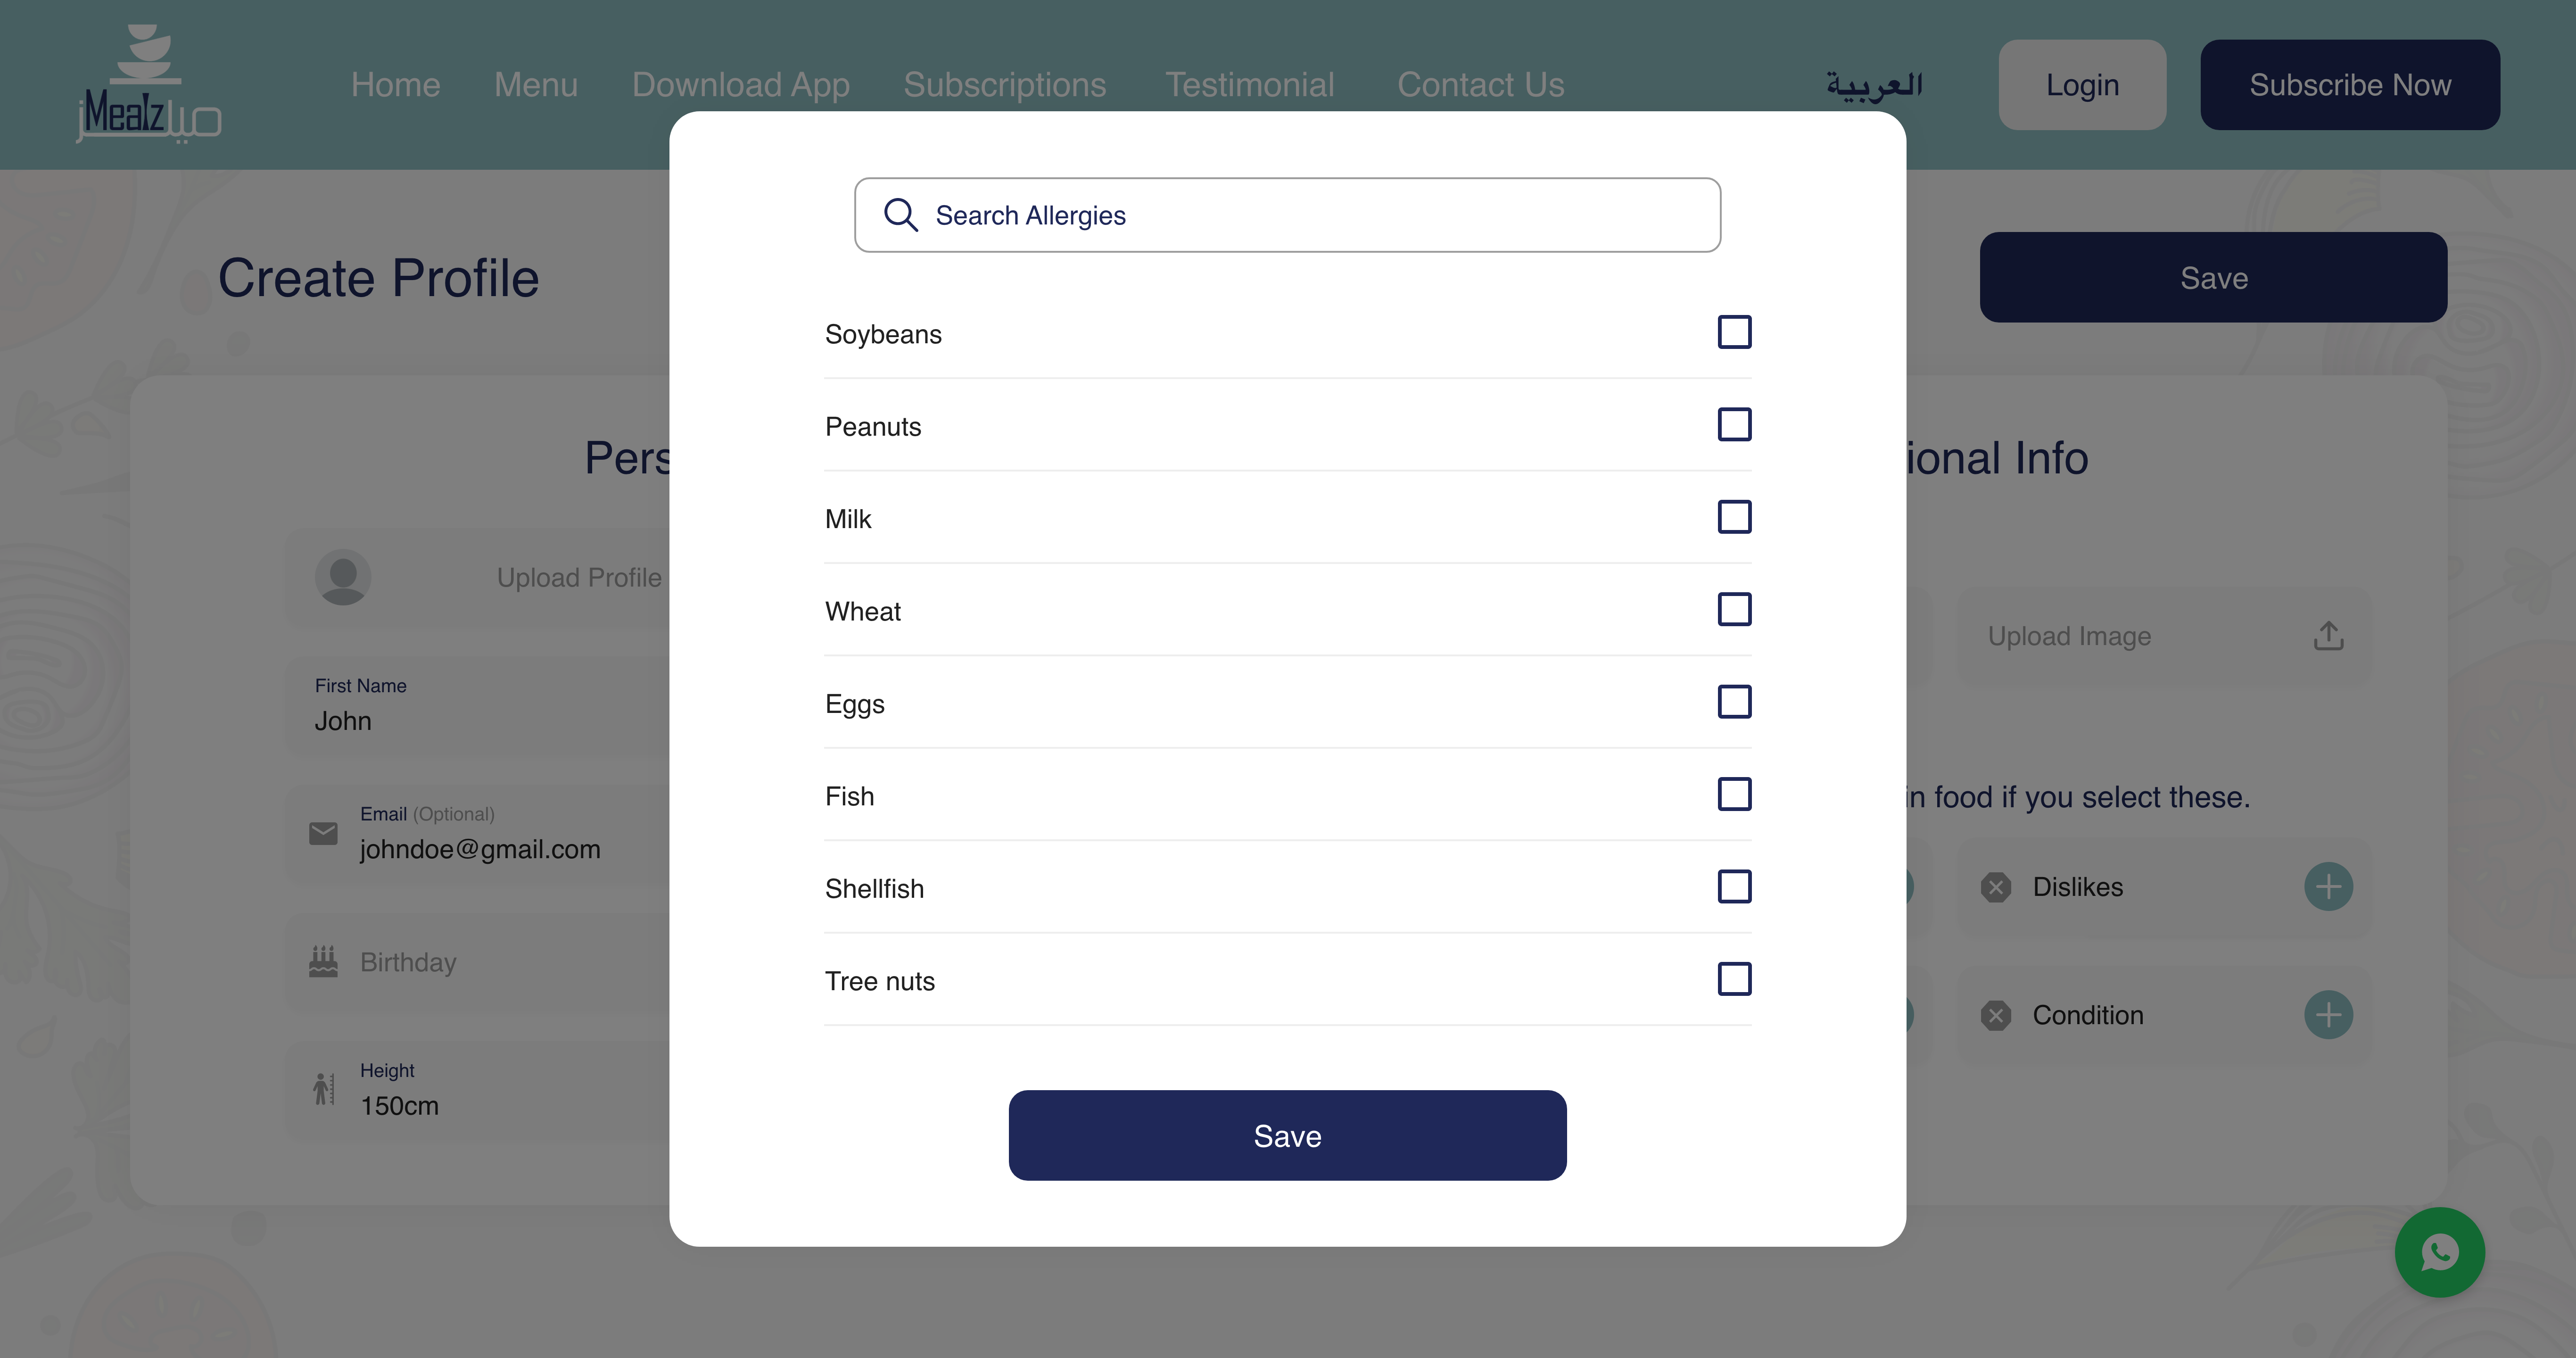 Home Menu Download App Subscriptions Testimonial Contact Us العربية Login Subscribe Now
Mealz ميلز
Search Allergies
Create Profile
Save
Soybeans
Peanuts
Pers
ional Info
Milk
Upload Profile
Wheat
Upload Image
First Name
John
Eggs
Fish
in food if you select these.
Email (Optional)
johndoe@gmail.com
Shellfish
Dislikes
Birthday
Tree nuts
Condition
Height
150cm
Save